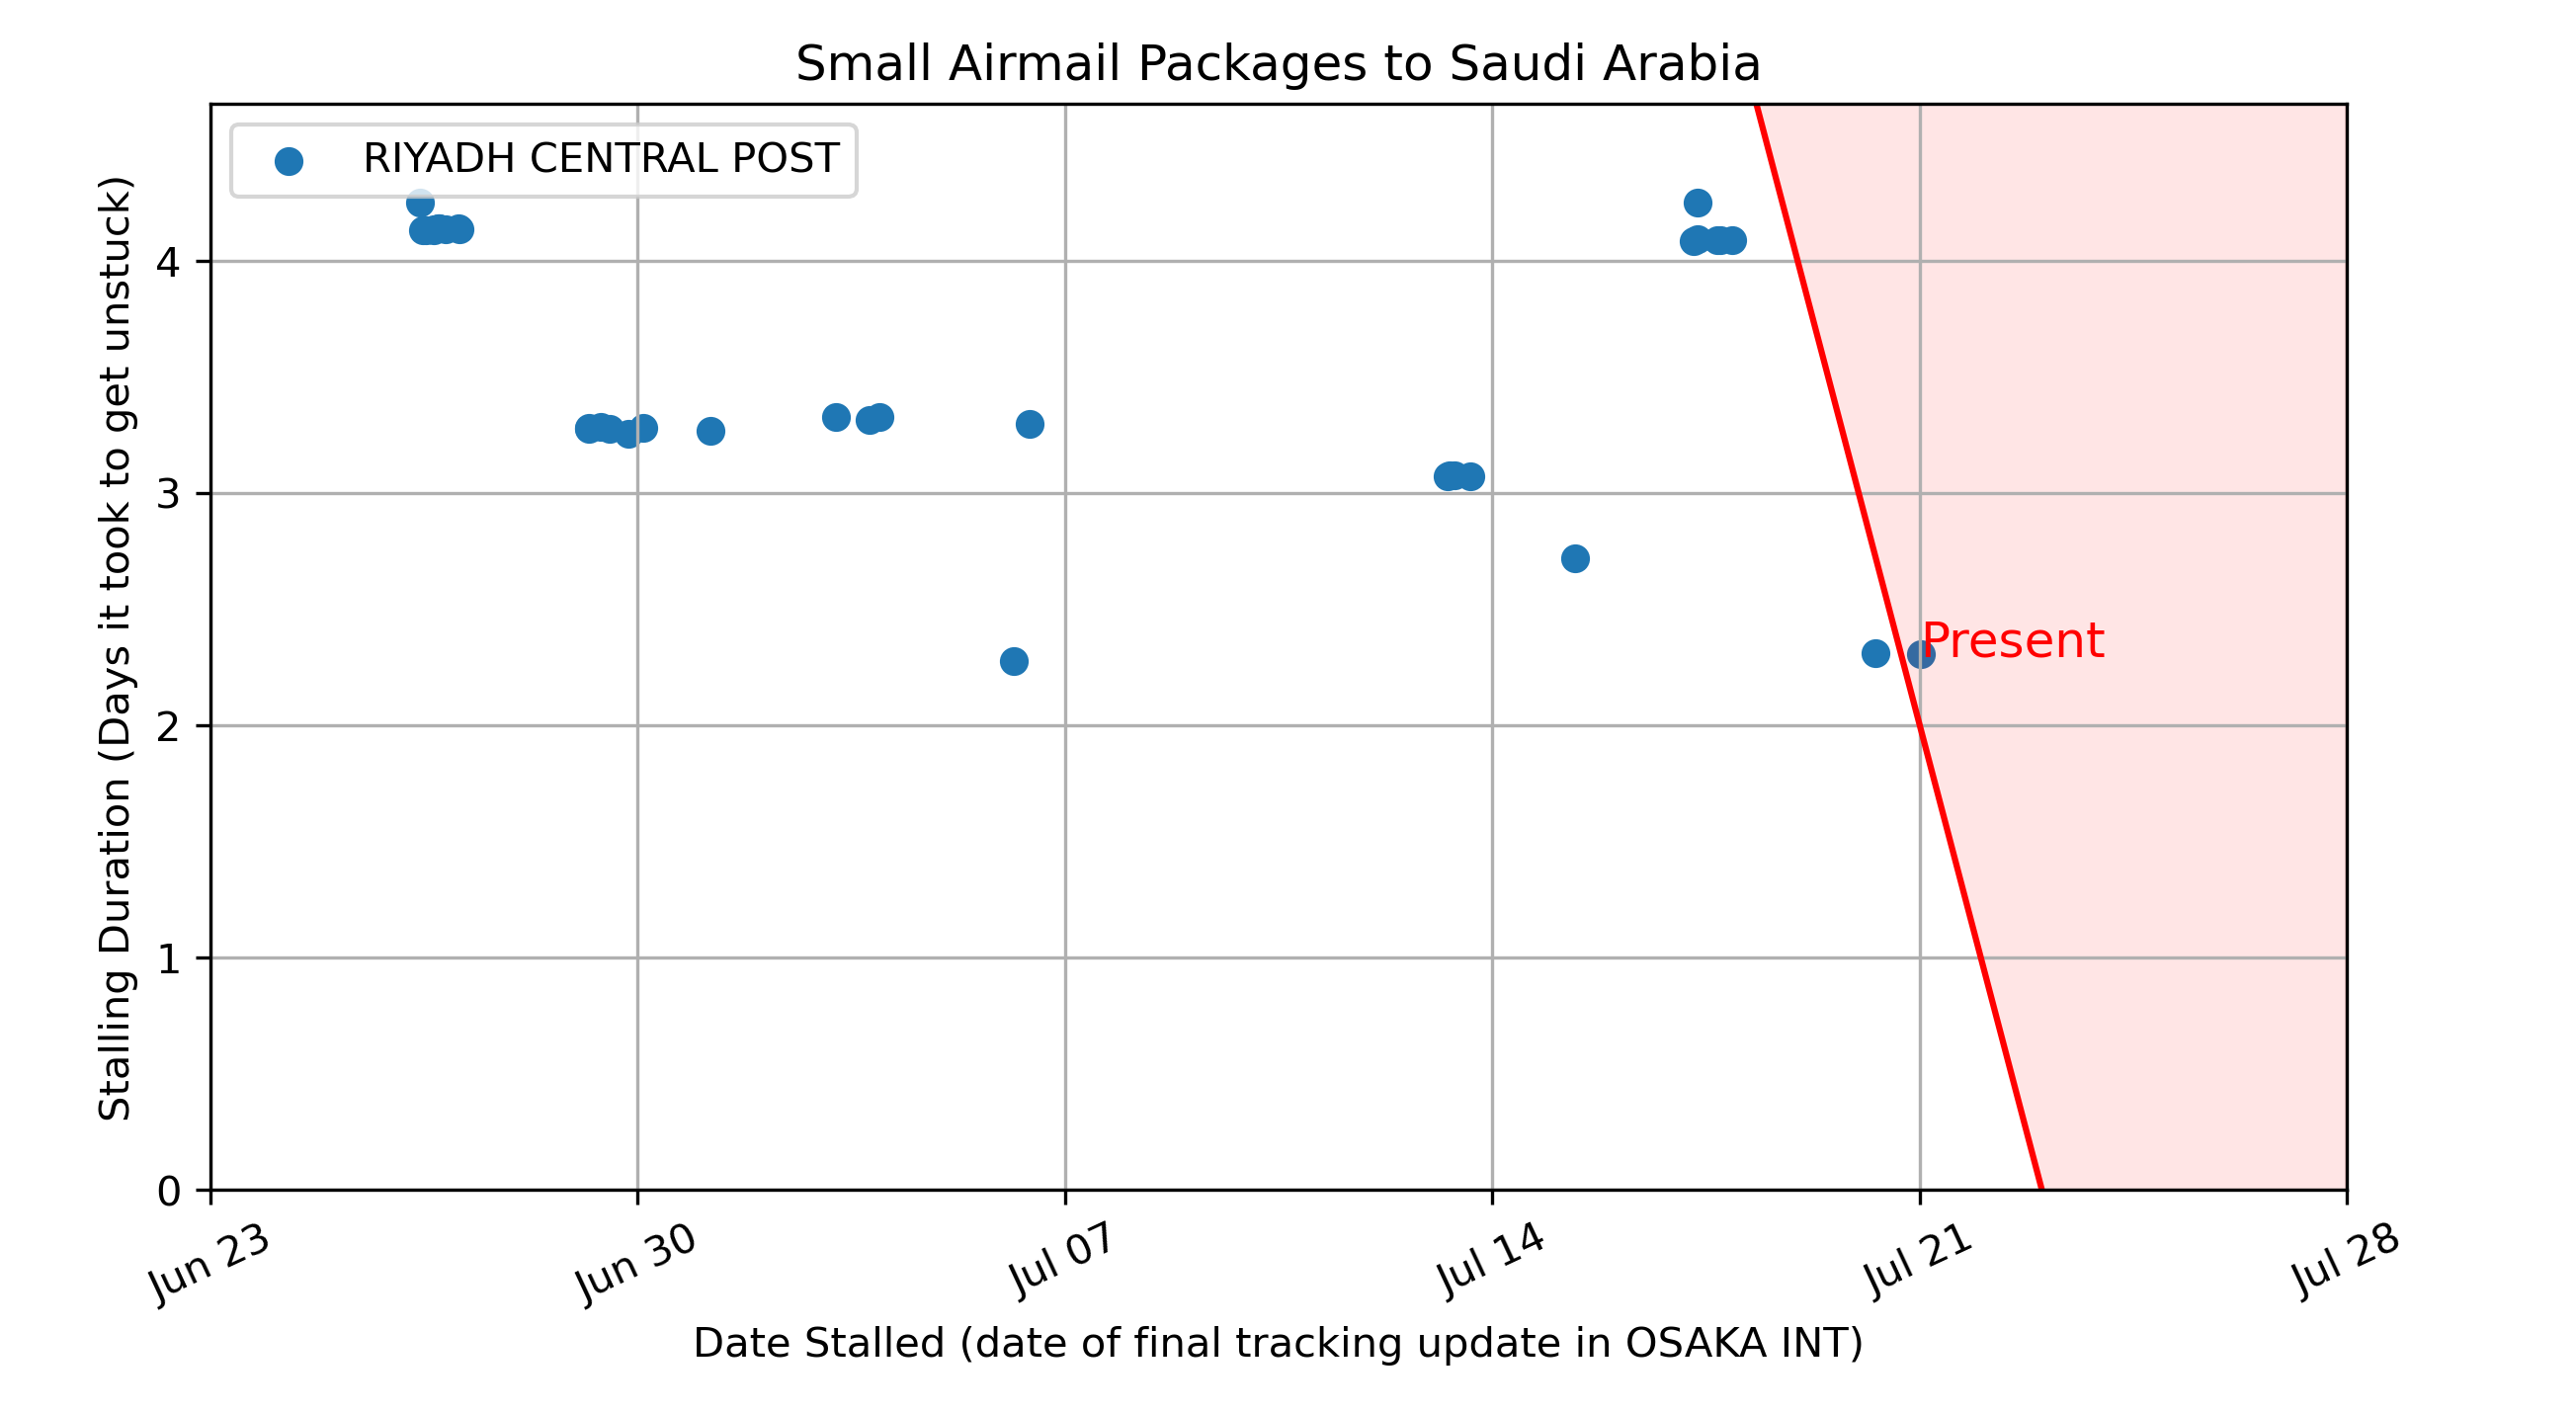 Small Airmail Packages to Saudi Arabia
RIYADH CENTRAL POST
Stalling Duration (Days it took to get unstuck)
4
3
2
1
0
Present
Jun 23
Jun 30
Jul 07
Jul 14
Jul 21
Jul 28
Date Stalled (date of final tracking update in OSAKA INT)